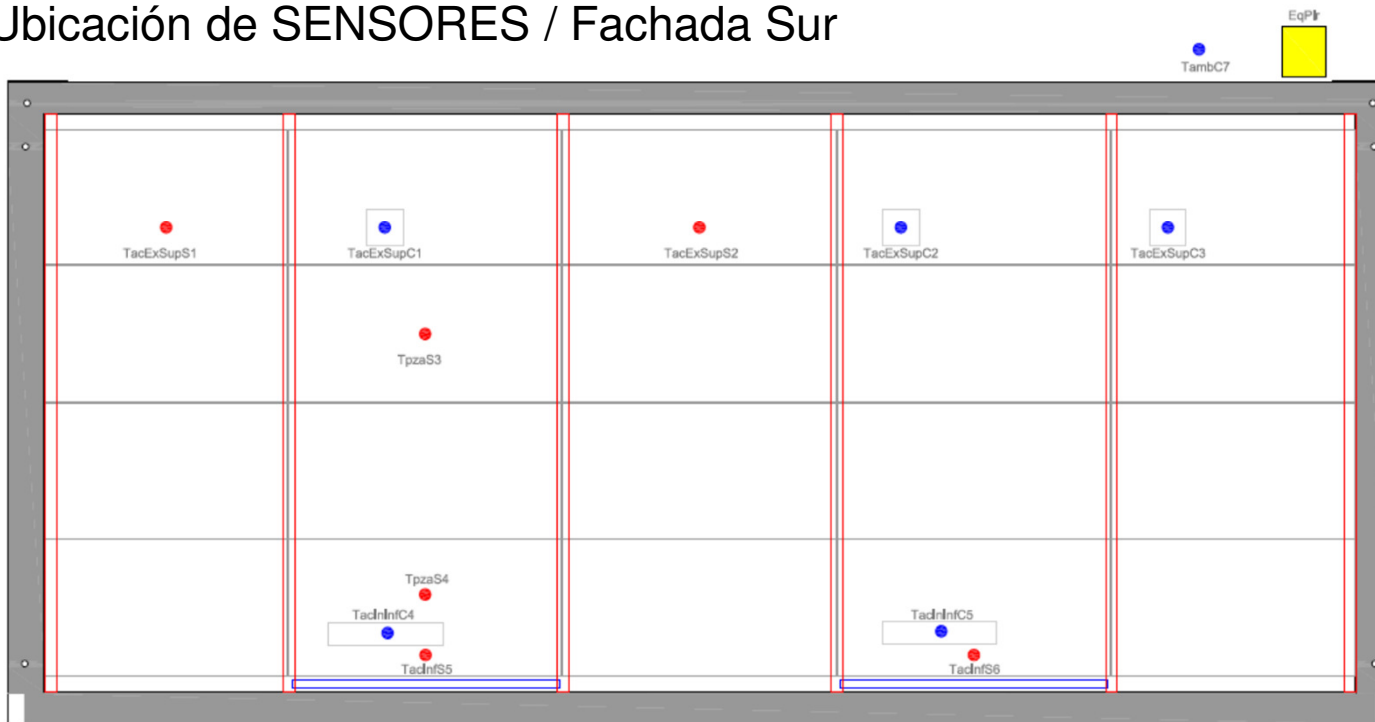 Ubicación de SENSORES / Fachada Sur
EqPlr
TambC7
TacExSupS1
TacExSupC1
TacExSupS2
TacExSupC2
TacExSupC3
TpzaS3
TpzaS4
TacInInfC4
TacInInfC5
TacInfS5
TacInfS6